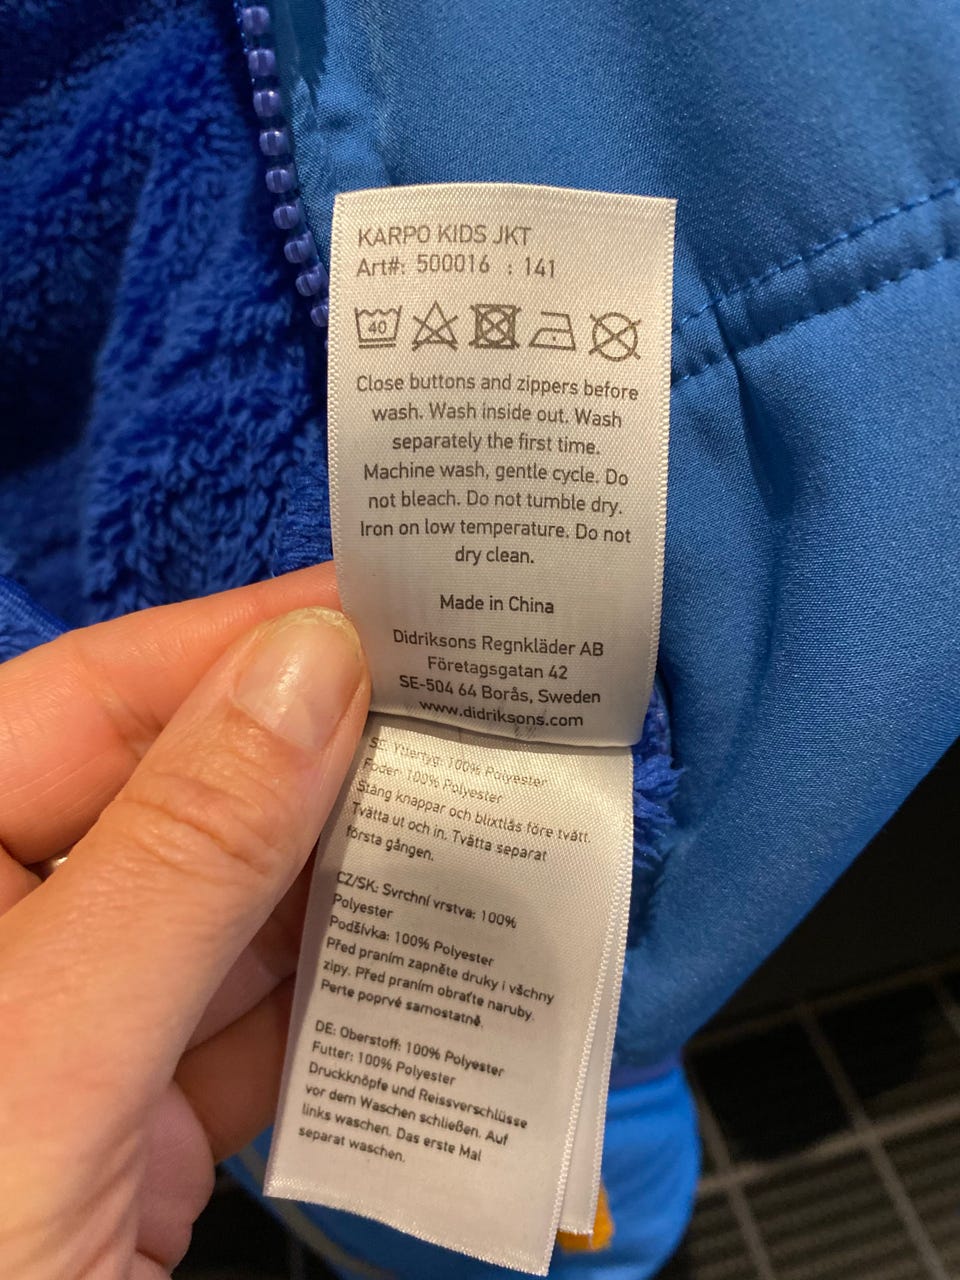 KARPO KIDS JKT
Art#: 500016 : 141
40
Close buttons and zippers before
wash. Wash inside out. Wash
separately the first time.
Machine wash, gentle cycle. Do
not bleach. Do not tumble dry.
Iron on low temperature. Do not
dry clean.
Made in China
Didriksons Regnkläder AB
Företagsgatan 42
SE-504 64 Borås, Sweden
www.didriksons.com
SE: Yttertyg: 100% Polyester
Foder: 100% Polyester
Stäng knappar och blixtlås före tvätt.
Tvätta ut och in. Tvätta separat
första gången.
CZ/SK: Svrchní vrstva: 100%
Polyester
Podšívka: 100% Polyester
Před praním zapněte druky i všchny
zipy. Před praním obraťte naruby.
Perte poprvé samostatně.
DE: Oberstoff: 100% Polyester
Futter: 100% Polyester
Druckknöpfe und Reissverschlüsse
vor dem Waschen schließen. Auf
links waschen. Das erste Mal
separat waschen.